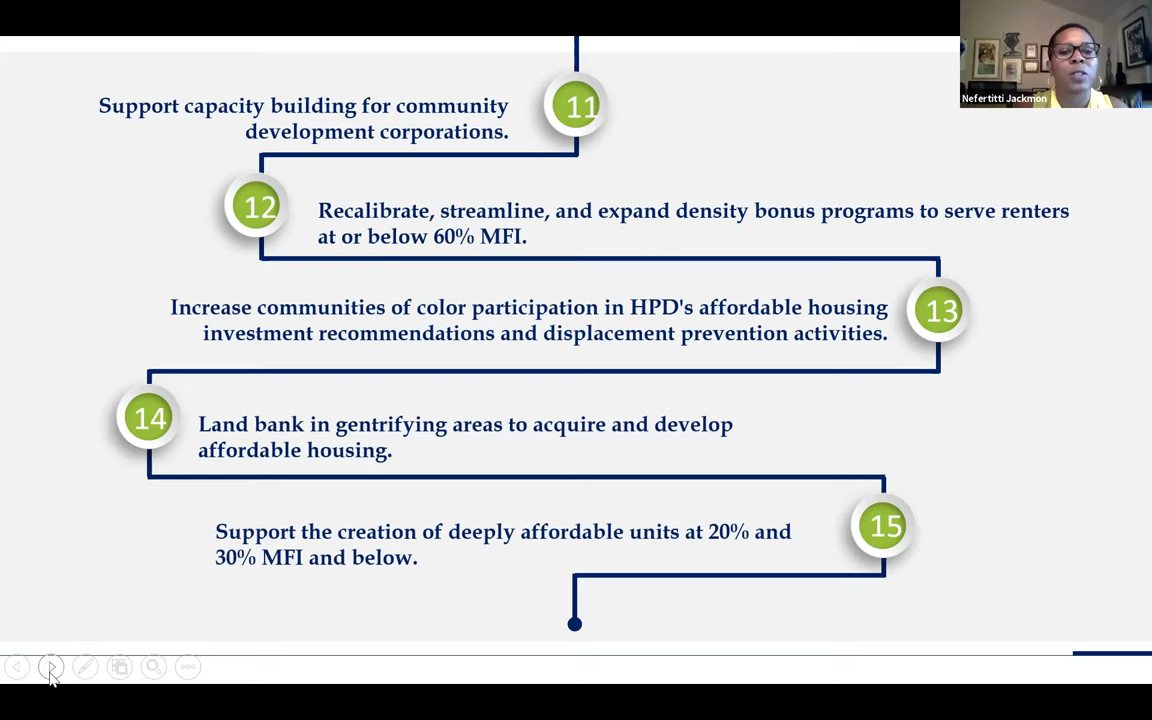 Nefertitti Jackmon
11
Support capacity building for community
development corporations.
12
Recalibrate, streamline, and expand density bonus programs to serve renters
at or below 60% MFI.
13
Increase communities of color participation in HPD's affordable housing
investment recommendations and displacement prevention activities.
14
Land bank in gentrifying areas to acquire and develop
affordable housing.
15
Support the creation of deeply affordable units at 20% and
30% MFI and below.